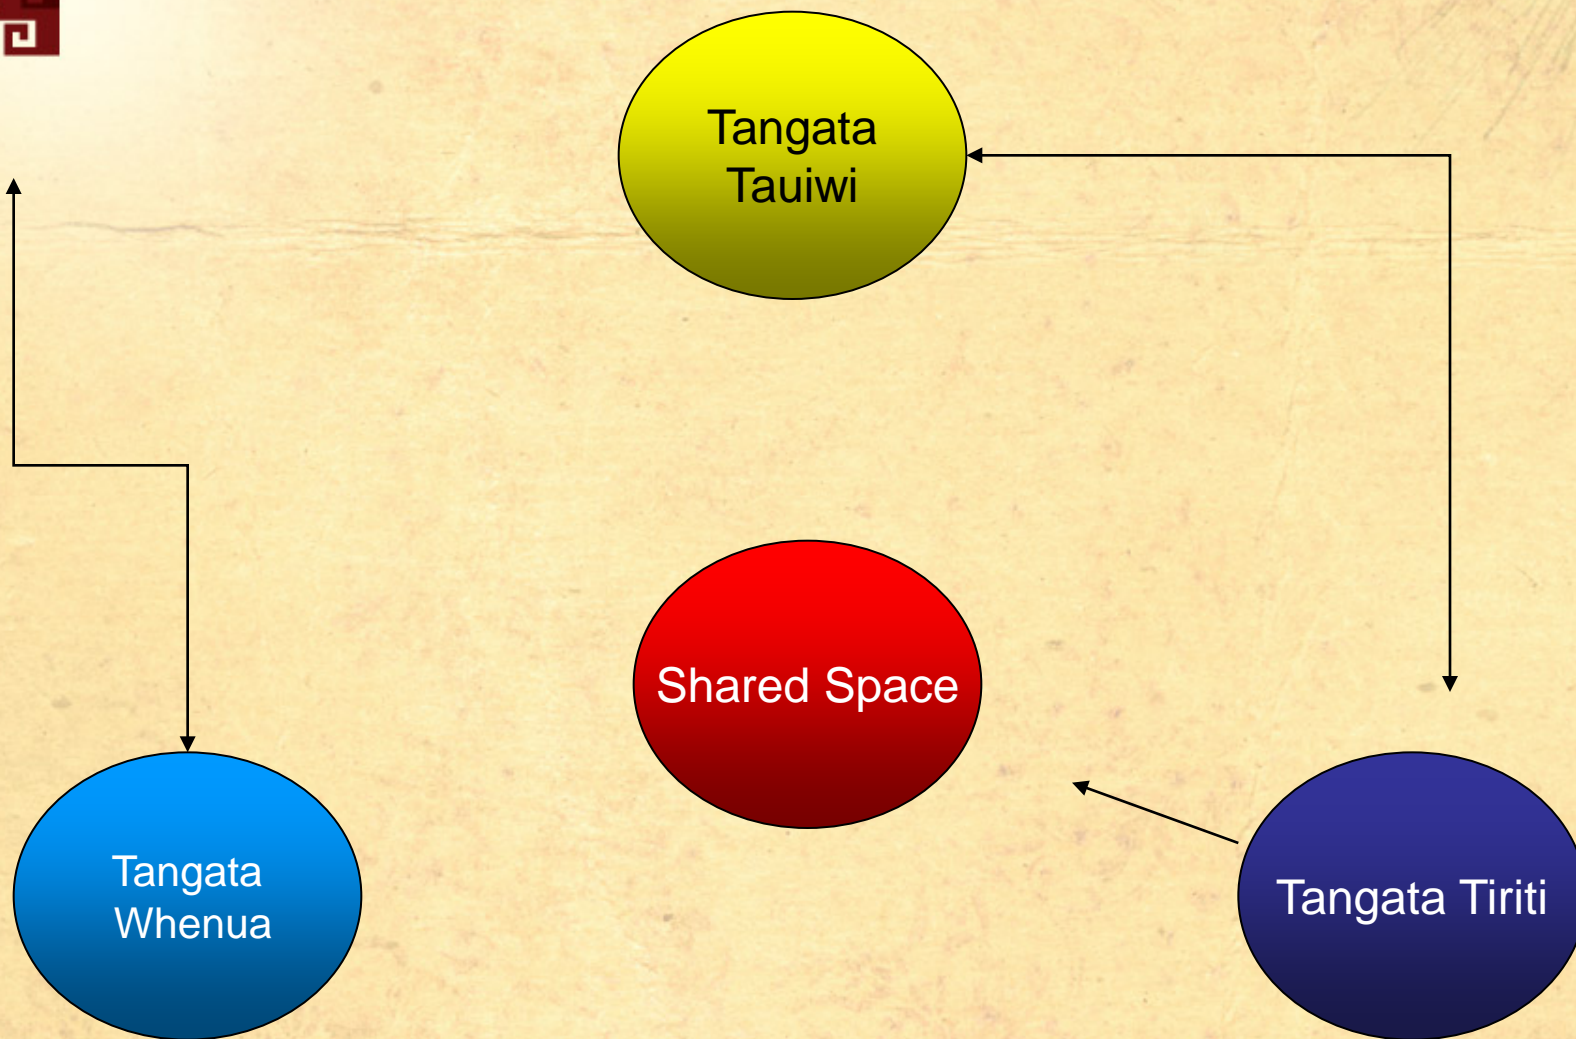 Tangata
Tauiwi
Shared Space
Tangata
Whenua
Tangata Tiriti